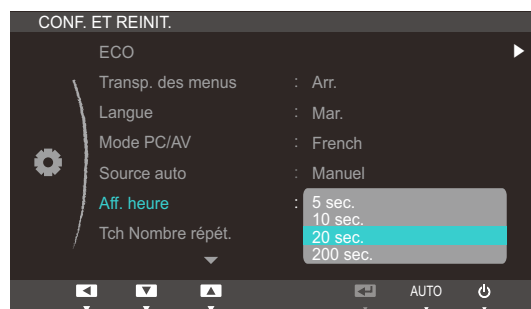 CONF. ET REINIT.
ECO
Transp. des menus : Arr.
Langue : Mar.
Mode PC/AV : French
Source auto : Manuel
Aff. heure : 5 sec.
10 sec.
20 sec.
Tch Nombre répét. 200 sec.
AUTO